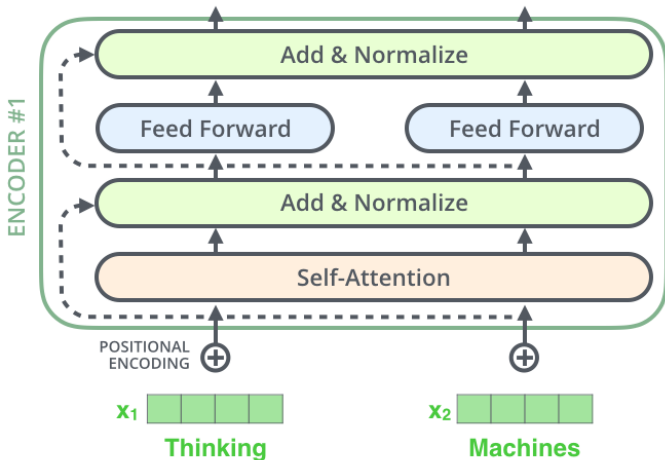 ENCODER #1
Add & Normalize
Feed Forward
Feed Forward
Add & Normalize
Self-Attention
POSITIONAL
ENCODING
x1
x2
Thinking
Machines